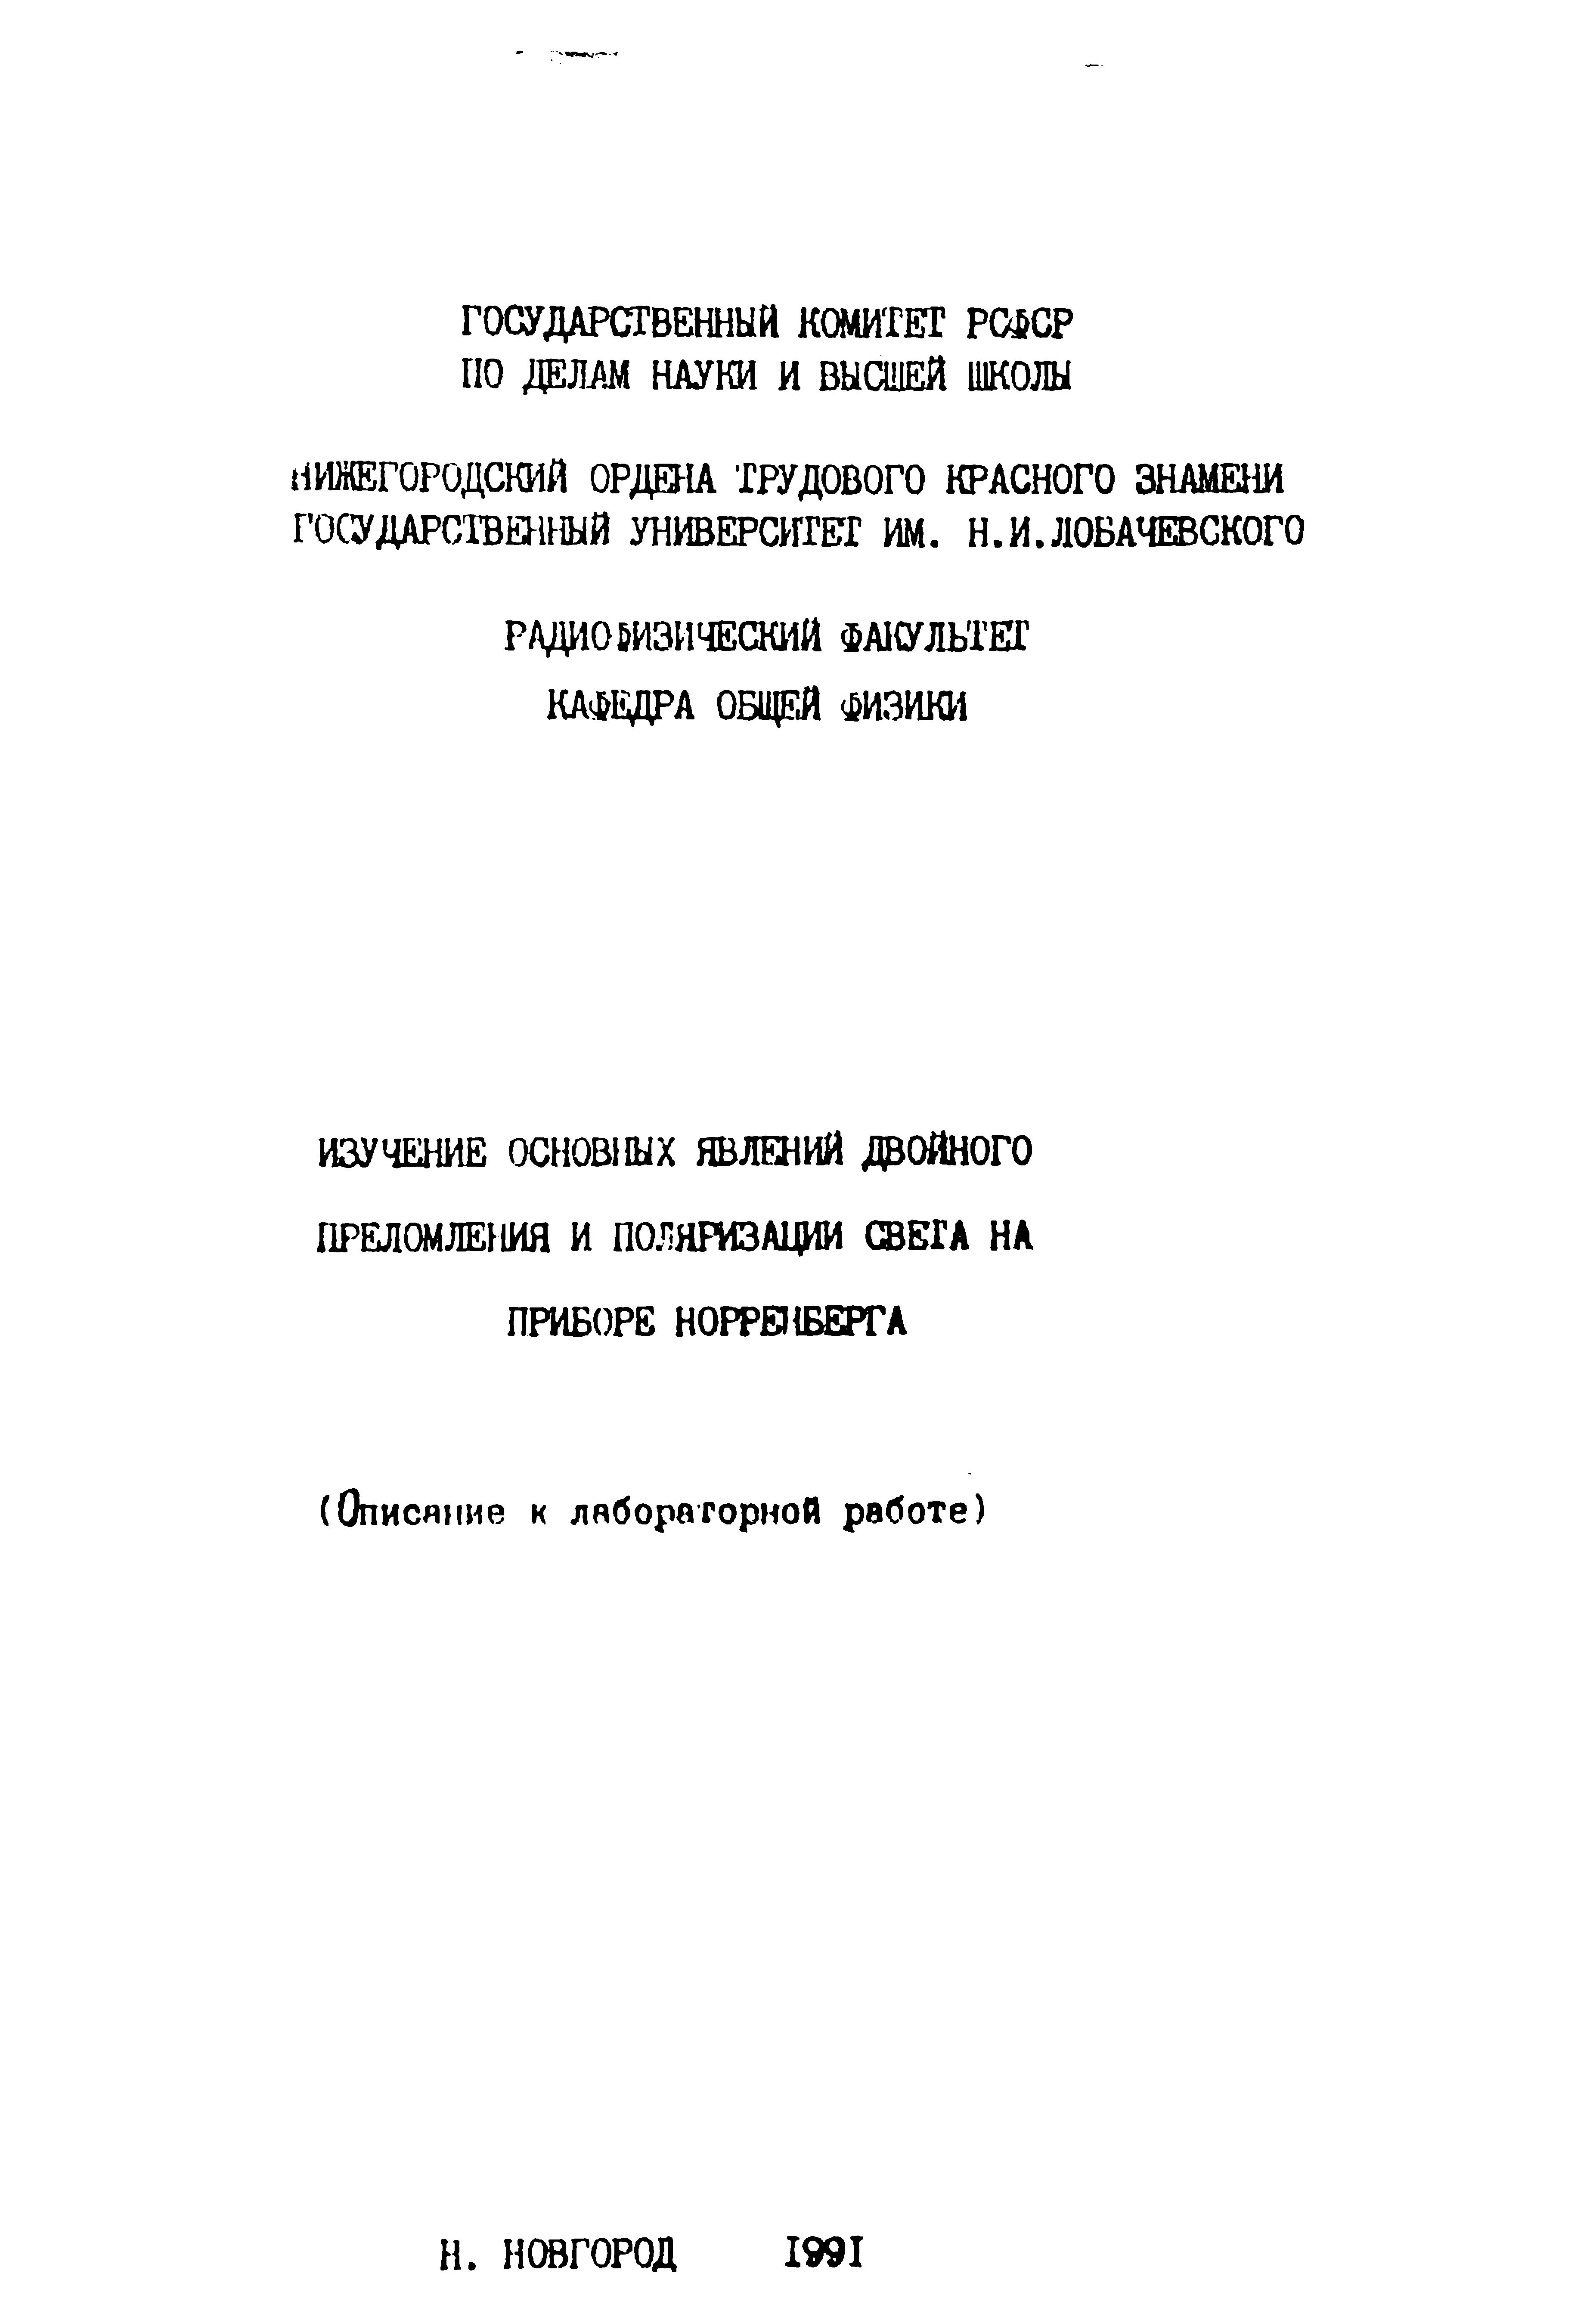 ГОСУДАРСТВЕННЫЙ КОМИТЕТ РСФСР
ПО ДЕЛАМ НАУКИ И ВЫСШЕЙ ШКОЛЫ
НИЖЕГОРОДСКИЙ ОРДЕНА ТРУДОВОГО КРАСНОГО ЗНАМЕНИ
ГОСУДАРСТВЕННЫЙ УНИВЕРСИТЕТ ИМ. Н.И.ЛОБАЧЕВСКОГО
РАДИОФИЗИЧЕСКИЙ ФАКУЛЬТЕТ
КАФЕДРА ОБЩЕЙ ФИЗИКИ
ИЗУЧЕНИЕ ОСНОВНЫХ ЯВЛЕНИЙ ДВОЙНОГО
ПРЕЛОМЛЕНИЯ И ПОЛЯРИЗАЦИИ СВЕТА НА
ПРИБОРЕ НОРРЕНБЕРГА
(Описание к лабораторной работе)
Н. НОВГОРОД 1991